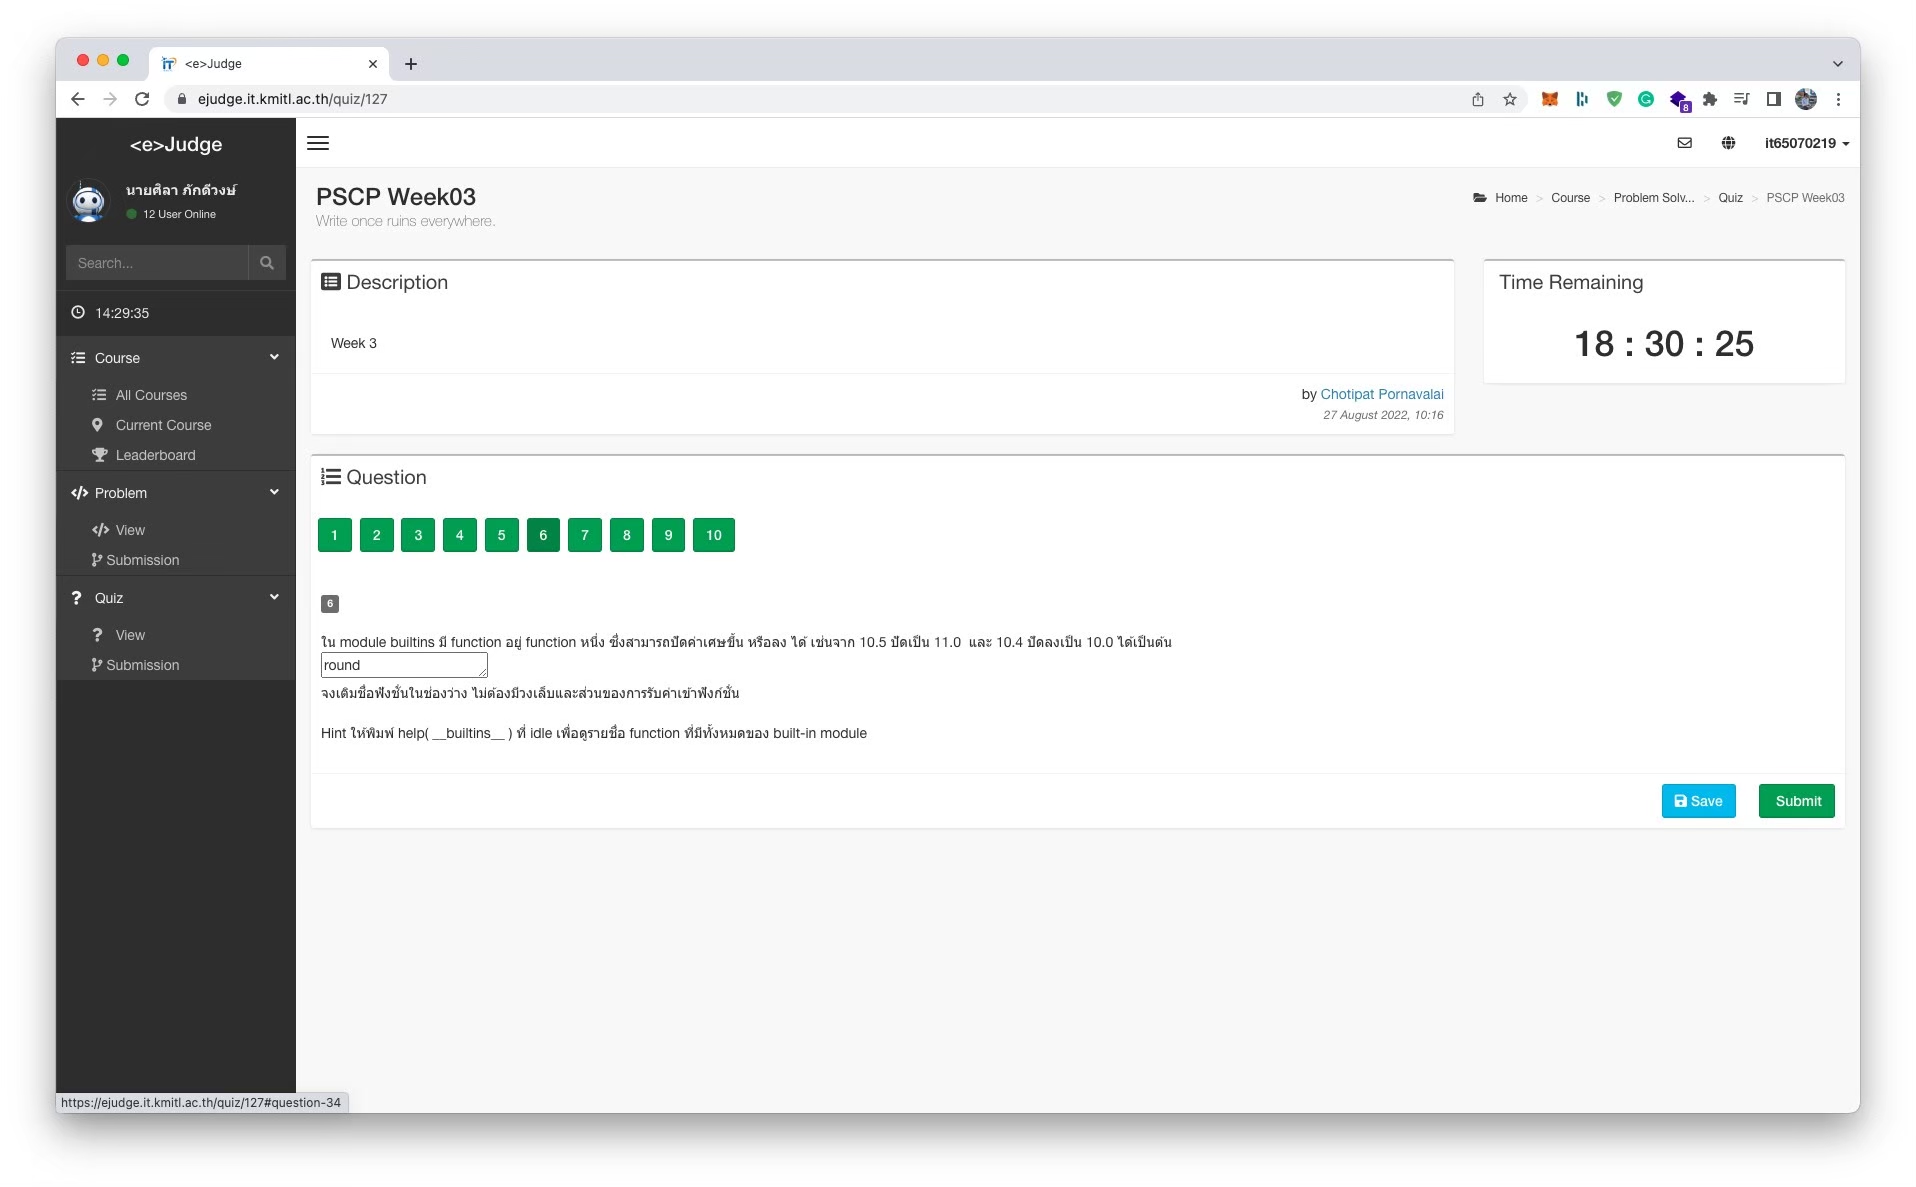 <e>Judge
ejudge.it.kmitl.ac.th/quiz/127
8
<e>Judge
it65070219
นายศิลา ภักดีวงษ์
12 User Online
Search...
14:29:35
Course
All Courses
Current Course
Leaderboard
Problem
View
Submission
Quiz
View
Submission
PSCP Week03
Write once ruins everywhere.
Home > Course > Problem Solv... > Quiz > PSCP Week03
Description
Week 3
by Chotipat Pornavalai
27 August 2022, 10:16
Time Remaining
18 : 30 : 25
Question
1 2 3 4 5 6 7 8 9 10
6
ใน module builtins มี function อยู่ function หนึ่ง ซึ่งสามารถปัดค่าเศษขึ้น หรือลง ได้ เช่นจาก 10.5 ปัดเป็น 11.0 และ 10.4 ปัดลงเป็น 10.0 ได้เป็นต้น
round
จงเติมชื่อฟังชั่นในช่องว่าง ไม่ต้องมีวงเล็บและส่วนของการรับค่าเข้าฟังก์ชั่น
Hint ให้พิมพ์ help( __builtins__ ) ที่ idle เพื่อดูรายชื่อ function ที่มีทั้งหมดของ built-in module
Save
Submit
https://ejudge.it.kmitl.ac.th/quiz/127#question-34